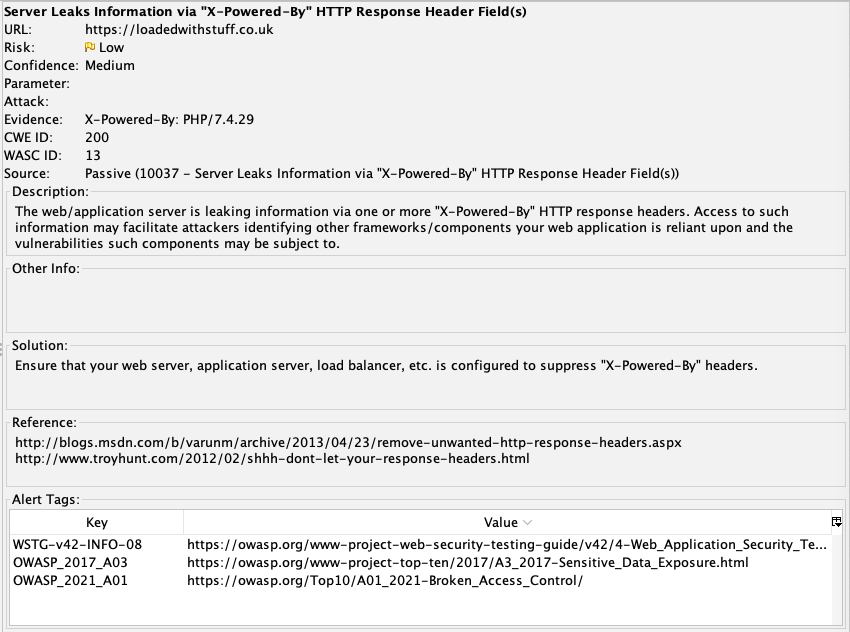 Server Leaks Information via "X-Powered-By" HTTP Response Header Field(s)
URL: https://loadedwithstuff.co.uk
Risk: Low
Confidence: Medium
Parameter:
Attack:
Evidence: X-Powered-By: PHP/7.4.29
CWE ID: 200
WASC ID: 13
Source: Passive (10037 - Server Leaks Information via "X-Powered-By" HTTP Response Header Field(s))
Description:
The web/application server is leaking information via one or more "X-Powered-By" HTTP response headers. Access to such
information may facilitate attackers identifying other frameworks/components your web application is reliant upon and the
vulnerabilities such components may be subject to.
Other Info:
Solution:
Ensure that your web server, application server, load balancer, etc. is configured to suppress "X-Powered-By" headers.
Reference:
http://blogs.msdn.com/b/varunm/archive/2013/04/23/remove-unwanted-http-response-headers.aspx
http://www.troyhunt.com/2012/02/shhh-dont-let-your-response-headers.html
Alert Tags:
Key Value
WSTG-v42-INFO-08 https://owasp.org/www-project-web-security-testing-guide/v42/4-Web_Application_Security_Te...
OWASP_2017_A03 https://owasp.org/www-project-top-ten/2017/A3_2017-Sensitive_Data_Exposure.html
OWASP_2021_A01 https://owasp.org/Top10/A01_2021-Broken_Access_Control/